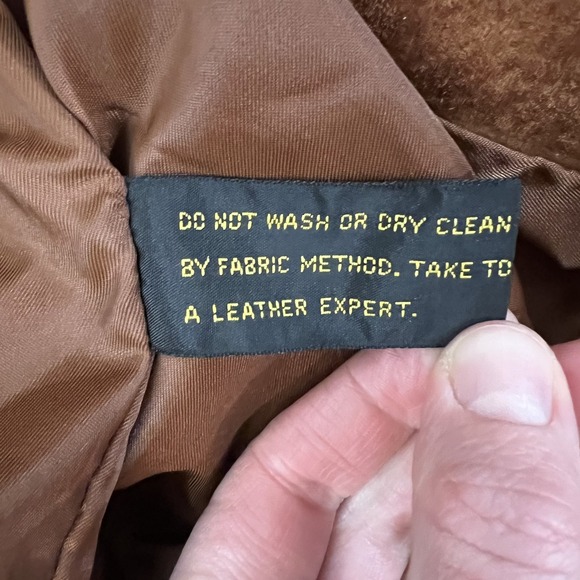 DO NOT WASH OR DRY CLEAN
BY FABRIC METHOD. TAKE TO
A LEATHER EXPERT.